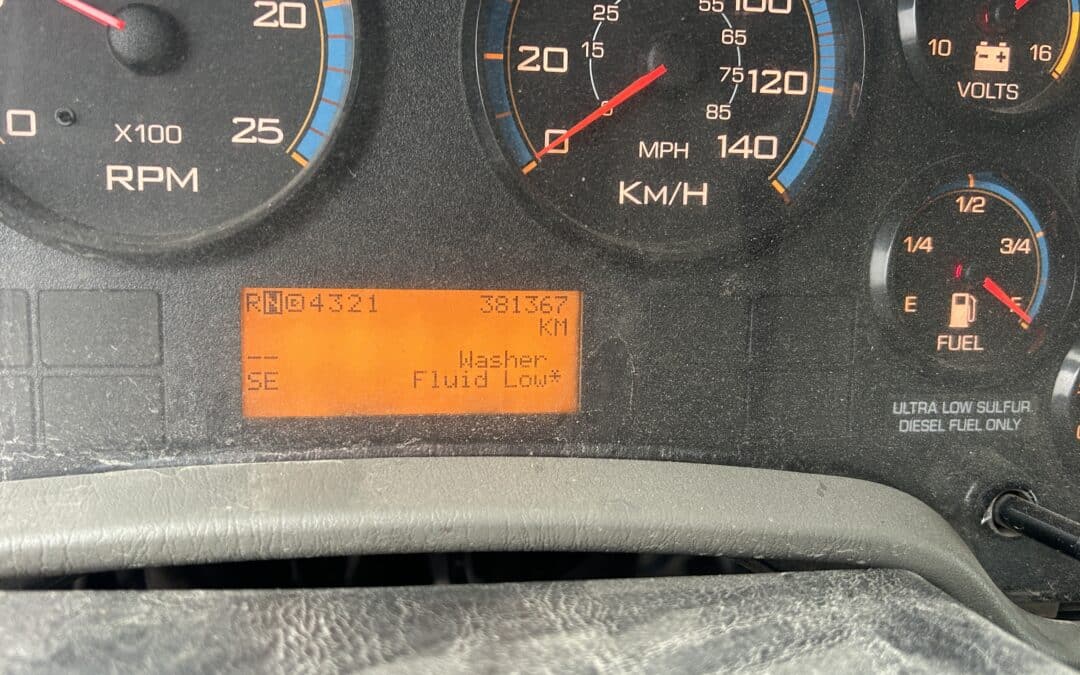 20
25
0
X100
RPM
25
55
100
20
15
65
75
120
85
0
MPH
140
KM/H
10
16
VOLTS
1/2
1/4
3/4
E
F
FUEL
RND4321
381367
KM
--
Washer
SE
Fluid Low*
ULTRA LOW SULFUR
DIESEL FUEL ONLY